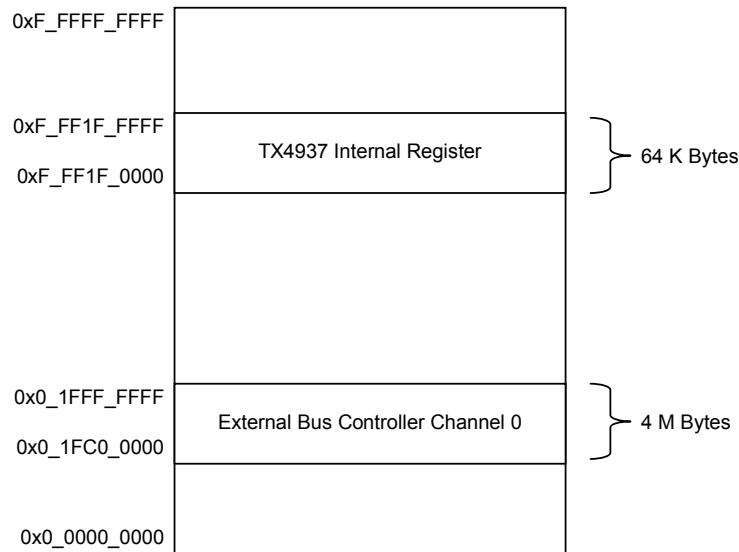 0xF_FFFF_FFFF
0xF_FF1F_FFFF
TX4937 Internal Register
64 K Bytes
0xF_FF1F_0000
0x0_1FFF_FFFF
External Bus Controller Channel 0
4 M Bytes
0x0_1FC0_0000
0x0_0000_0000